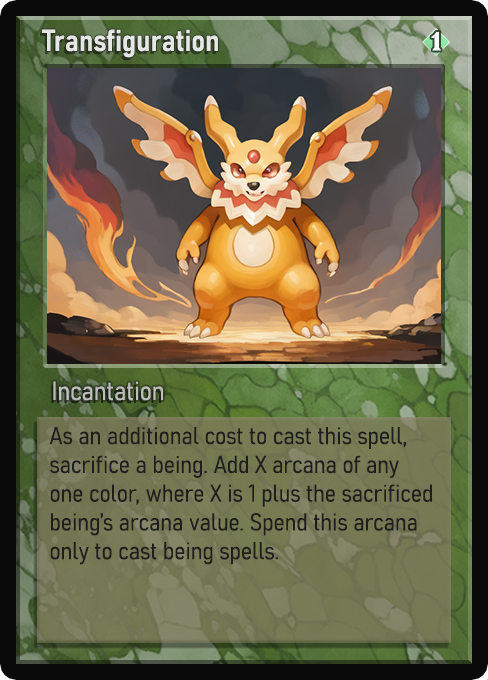 Transfiguration
1
Incantation
As an additional cost to cast this spell,
sacrifice a being. Add X arcana of any
one color, where X is 1 plus the sacrificed
being's arcana value. Spend this arcana
only to cast being spells.